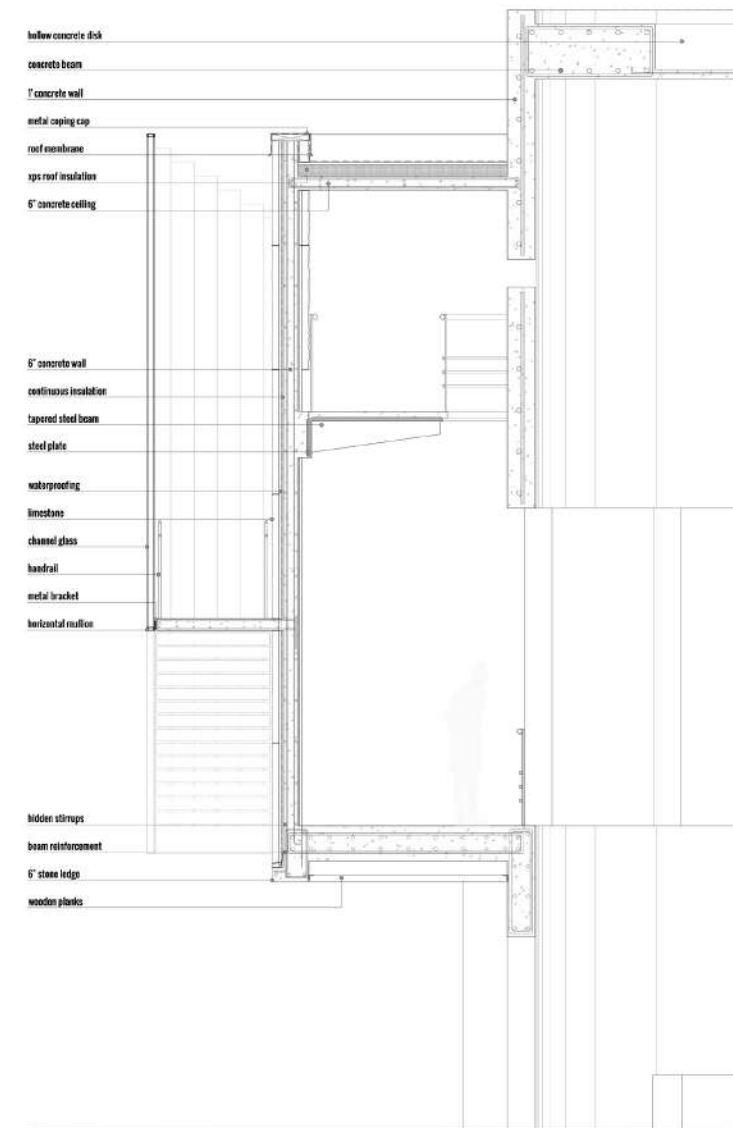 hollow concrete disk
concrete beam
1' concrete wall
metal coping cap
roof membrane
xps roof insulation
6" concrete ceiling
6" concrete wall
continuous insulation
tapered steel beam
steel plate
waterproofing
limestone
channel glass
handrail
metal bracket
horizontal mullion
hidden stirrups
beam reinforcement
6" stone ledge
wooden planks